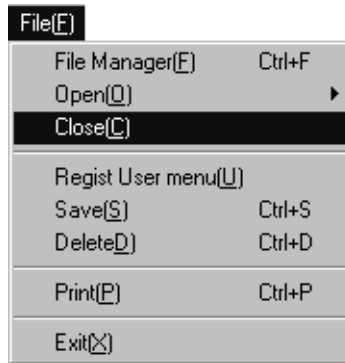 File(F)
File Manager(F) Ctrl+F
Open(O)
Close(C)
Regist User menu(U)
Save(S) Ctrl+S
DeleteD) Ctrl+D
Print(P) Ctrl+P
Exit(X)